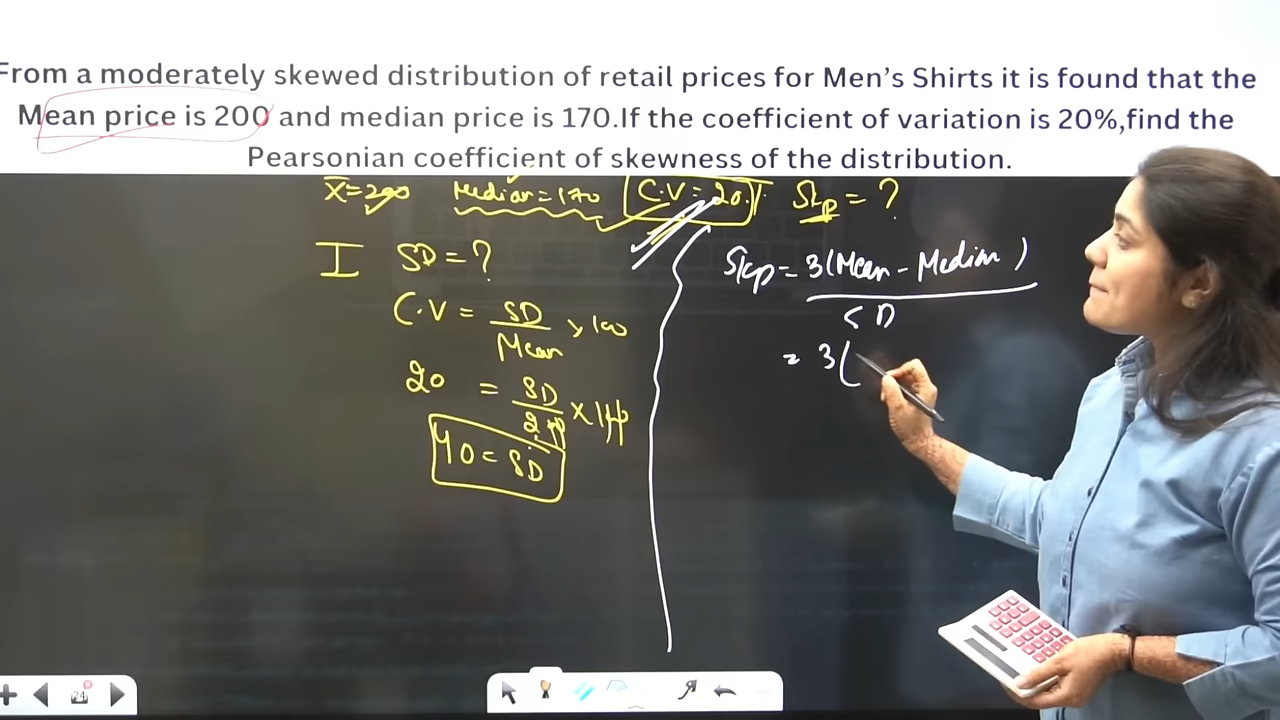 From a moderately skewed distribution of retail prices for Men's Shirts it is found that the
Mean price is 200 and median price is 170.If the coefficient of variation is 20%,find the
Pearsonian coefficient of skewness of the distribution.
X̄=200 Median=170 C.V = 20% Skp = ?
I SD = ?
C.V = SD/Mean × 100
20 = SD/200 × 100
40 = SD
Skp = 3(Mean - Median)/SD
= 3(
24